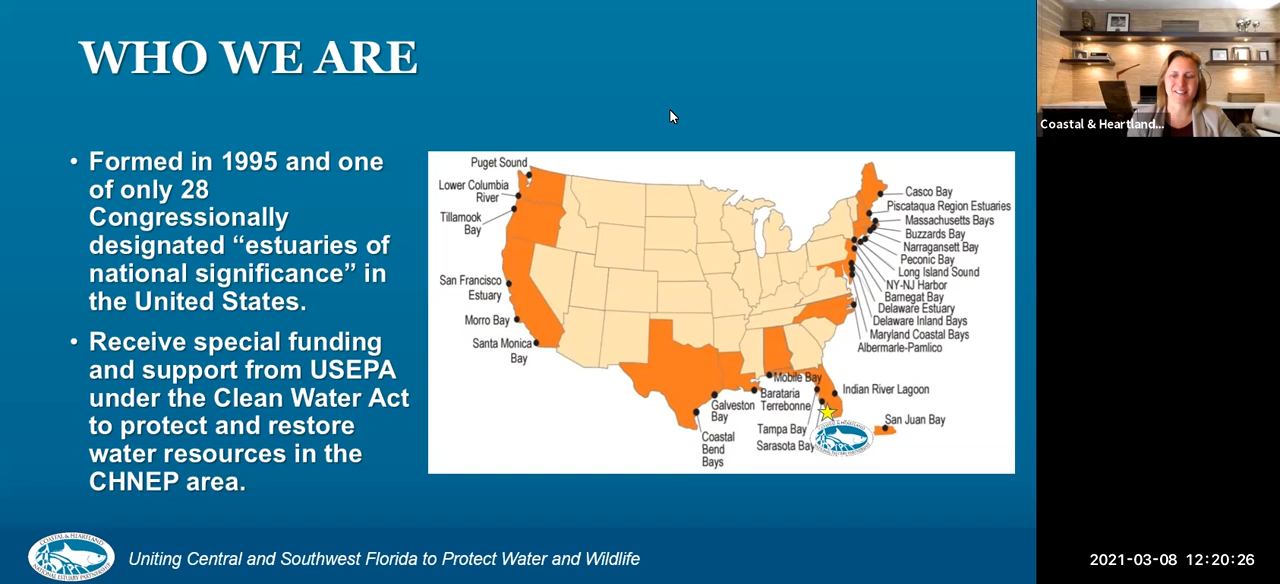 WHO WE ARE
• Formed in 1995 and one
of only 28
Congressionally
designated “estuaries of
national significance” in
the United States.
• Receive special funding
and support from USEPA
under the Clean Water Act
to protect and restore
water resources in the
CHNEP area.
Puget Sound
Lower Columbia
River
Tillamook
Bay
San Francisco
Estuary
Morro Bay
Santa Monica
Bay
Casco Bay
Piscataqua Region Estuaries
Massachusetts Bays
Buzzards Bay
Narragansett Bay
Peconic Bay
Long Island Sound
NY-NJ Harbor
Barnegat Bay
Delaware Estuary
Delaware Inland Bays
Maryland Coastal Bays
Albermarle-Pamlico
Mobile Bay
Indian River Lagoon
Barataria
Terrebonne
Galveston
Bay
San Juan Bay
Tampa Bay
Sarasota Bay
Coastal
Bend
Bays
COASTAL & HEARTLAND
NATIONAL ESTUARY PARTNERSHIP
Uniting Central and Southwest Florida to Protect Water and Wildlife
Coastal & Heartland...
2021-03-08 12:20:26